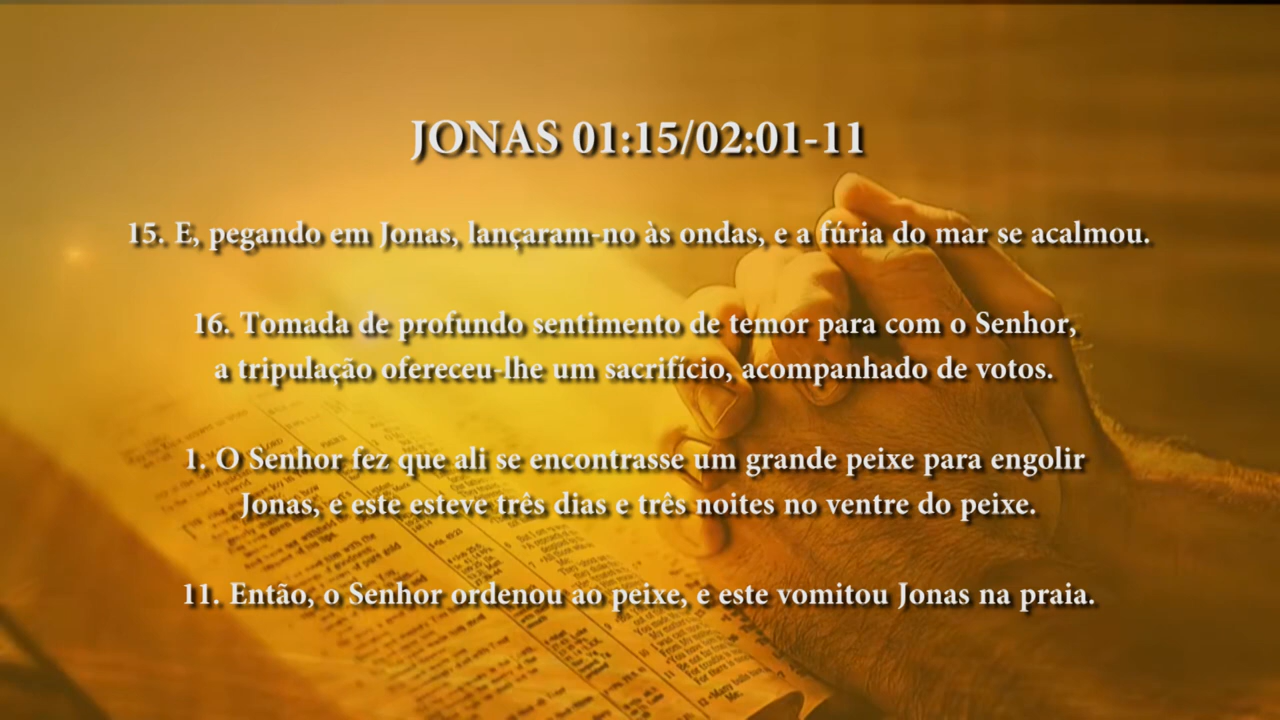 JONAS 01:15/02:01-11
15. E, pegando em Jonas, lançaram-no às ondas, e a fúria do mar se acalmou.
16. Tomada de profundo sentimento de temor para com o Senhor,
a tripulação ofereceu-lhe um sacrifício, acompanhado de votos.
1. O Senhor fez que ali se encontrasse um grande peixe para engolir
Jonas, e este esteve três dias e três noites no ventre do peixe.
11. Então, o Senhor ordenou ao peixe, e este vomitou Jonas na praia.